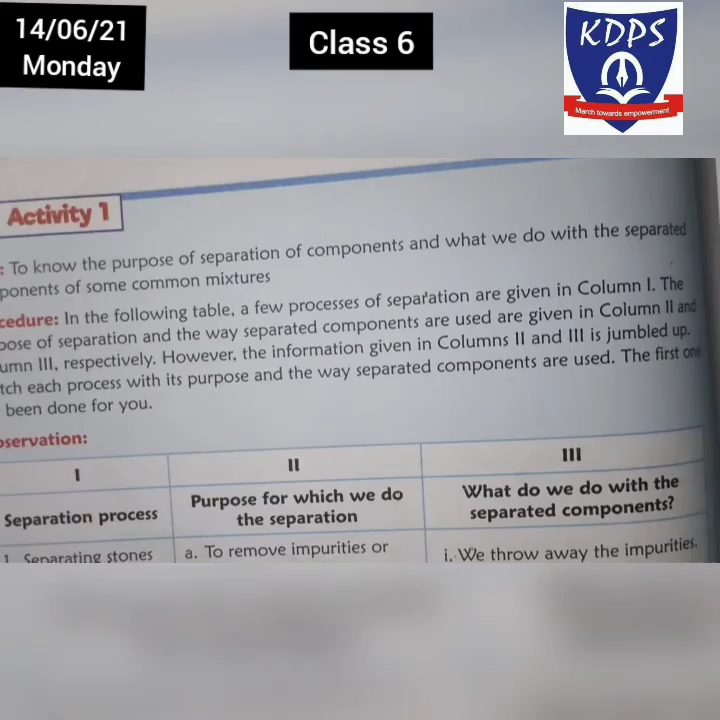 14/06/21
Monday
Class 6
KDPS
March towards empowerment
Activity 1
: To know the purpose of separation of components and what we do with the separated
ponents of some common mixtures
cedure: In the following table, a few processes of separation are given in Column I. The
pose of separation and the way separated components are used are given in Column II and
umn III, respectively. However, the information given in Columns II and III is jumbled up.
tch each process with its purpose and the way separated components are used. The first one
been done for you.
bservation:
I II III
Separation process
Purpose for which we do
the separation
What do we do with the
separated components?
1. Separating stones
a. To remove impurities or
i. We throw away the impurities.